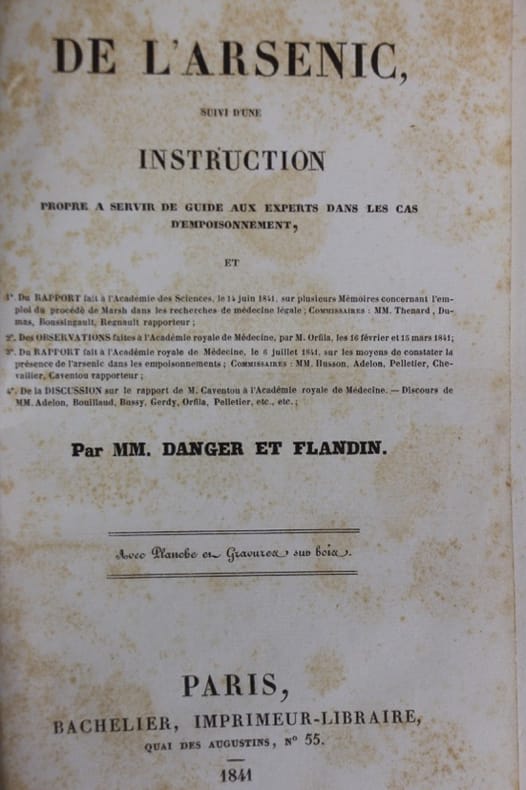 DE L'ARSENIC,
SUIVI D'UNE
INSTRUCTION
PROPRE A SERVIR DE GUIDE AUX EXPERTS DANS LES CAS
D'EMPOISONNEMENT,
ET
1°. Du RAPPORT fait à l'Académie des Sciences, le 14 juin 1841, sur plusieurs Mémoires concernant l'em-
ploi du procédé de Marsh dans les recherches de médecine légale; COMMISSAIRES: MM. Thenard, Du-
mas, Boussingault, Regnault rapporteur;
2°. Des OBSERVATIONS faites à l'Académie royale de Médecine, par M. Orfila, les 16 février et 15 mars 1841;
3°. Du RAPPORT fait à l'Académie royale de Médecine, le 6 juillet 1841, sur les moyens de constater la
présence de l'arsenic dans les empoisonnements; COMMISSAIRES: MM. Husson, Adelon, Pelletier, Che-
vallier, Caventou rapporteur;
4°. De la DISCUSSION sur le rapport de M. Caventou à l'Académie royale de Médecine. — Discours de
MM. Adelon, Bouillaud, Bussy, Gerdy, Orfila, Pelletier, etc., etc.;
Par MM. DANGER ET FLANDIN.
Avec Planche et Gravures sur bois.
PARIS,
BACHELIER, IMPRIMEUR-LIBRAIRE,
QUAI DES AUGUSTINS, N° 55.
1841